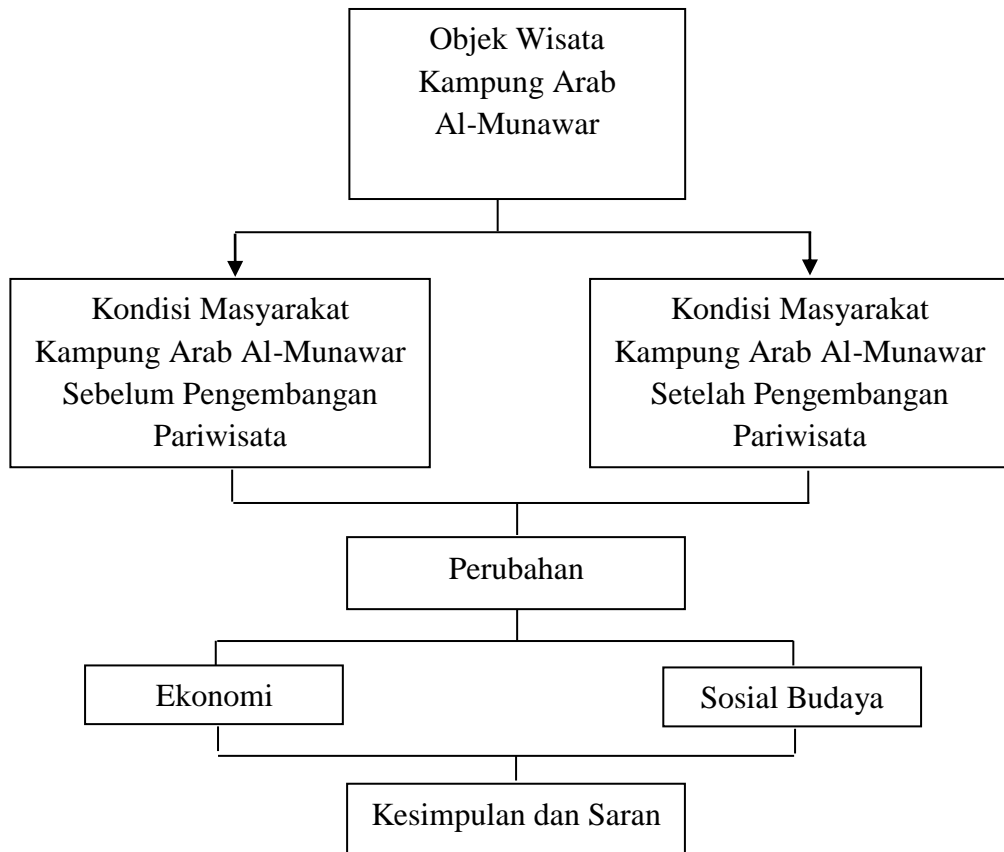 Objek Wisata
Kampung Arab
Al-Munawar
Kondisi Masyarakat
Kampung Arab Al-Munawar
Sebelum Pengembangan
Pariwisata
Kondisi Masyarakat
Kampung Arab Al-Munawar
Setelah Pengembangan
Pariwisata
Perubahan
Ekonomi
Sosial Budaya
Kesimpulan dan Saran